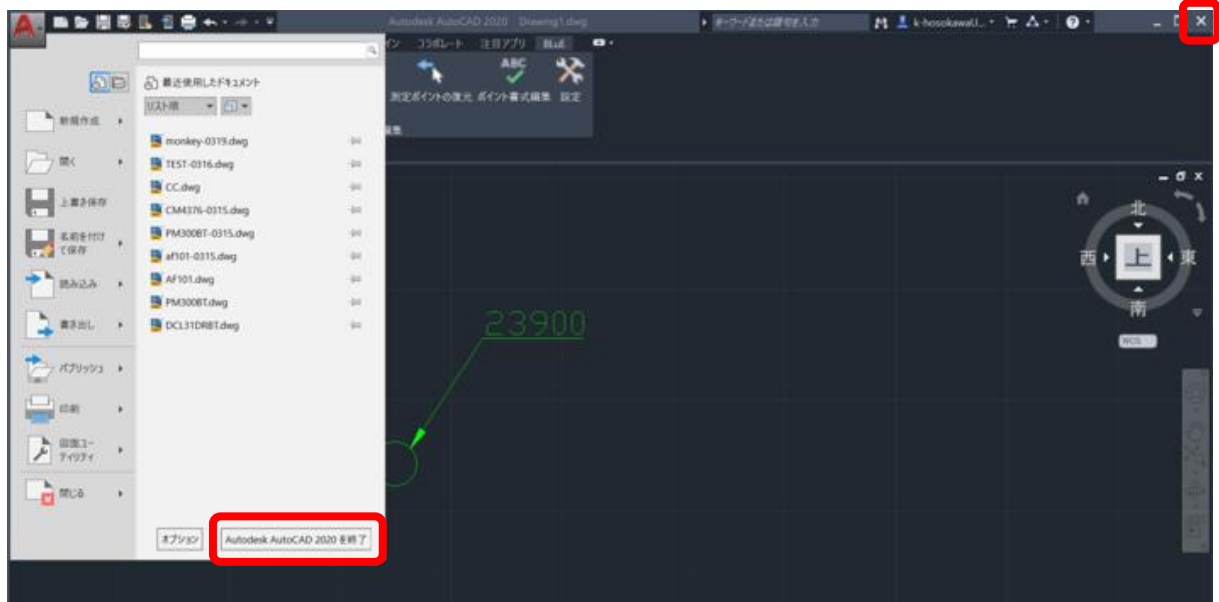 Autodesk AutoCAD 2020 Drawing1.dwg
キーワードまたは語句を入力
k-hosokawaU...
コラボレート 注目アプリ
最近使用したドキュメント
測定ポイントの復元 ポイント書式編集 設定
リスト順
新規作成
monkey-0319.dwg
開く
TEST-0316.dwg
CC.dwg
上書き保存
CM4376-0315.dwg
名前を付け
て保存
PM300BT-0315.dwg
af101-0315.dwg
読み込み
AF101.dwg
PM300BT.dwg
書き出し
DCL31DRBT.dwg
パブリッシュ
印刷
図面ユー
ティリティ
閉じる
オプション
Autodesk AutoCAD 2020 を終了
北
西
上
東
南
WCS
23900